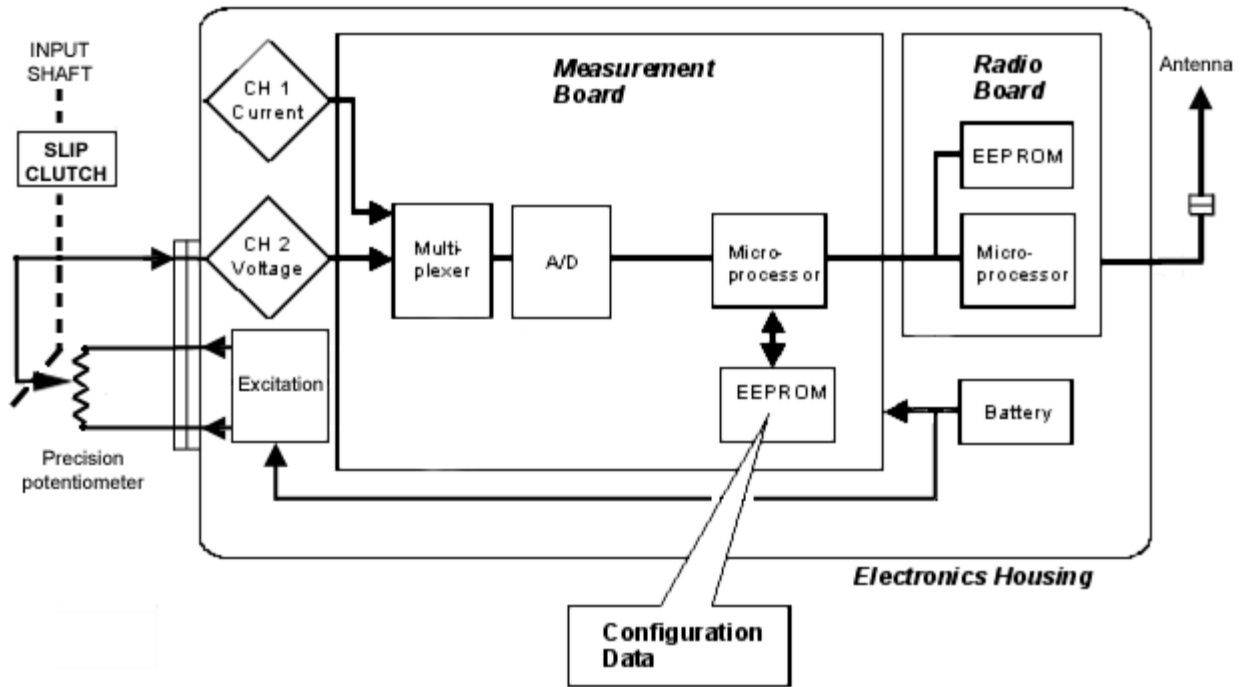 INPUT
SHAFT
SLIP
CLUTCH
Precision
potentiometer
CH 1
Current
CH 2
Voltage
Excitation
Measurement
Board
Multi-
plexer
A/D
Micro-
processor
EEPROM
Radio
Board
EEPROM
Micro-
processor
Battery
Antenna
Electronics Housing
Configuration
Data